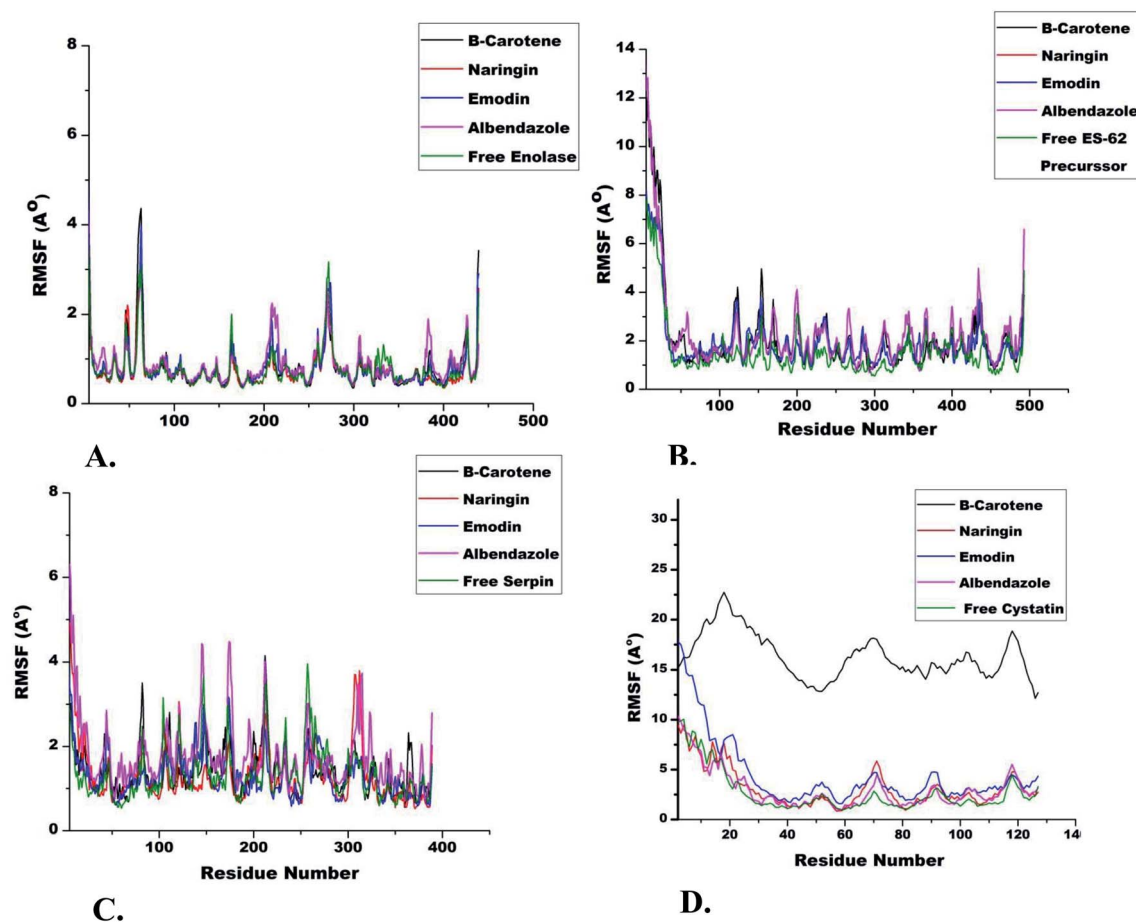 B-Carotene
Naringin
Emodin
Albendazole
Free Enolase
8
6
4
2
0
RMSF (A⁰)
100
200
300
400
500
A.
B-Carotene
Naringin
Emodin
Albendazole
Free ES-62
Precurssor
14
12
10
8
6
4
2
0
RMSF (A⁰)
100
200
300
400
500
Residue Number
B.
B-Carotene
Naringin
Emodin
Albendazole
Free Serpin
8
6
4
2
0
RMSF (A°)
100
200
300
400
Residue Number
C.
B-Carotene
Naringin
Emodin
Albendazole
Free Cystatin
30
25
20
15
10
5
0
RMSF (A°)
20
40
60
80
100
120
14
Residue Number
D.